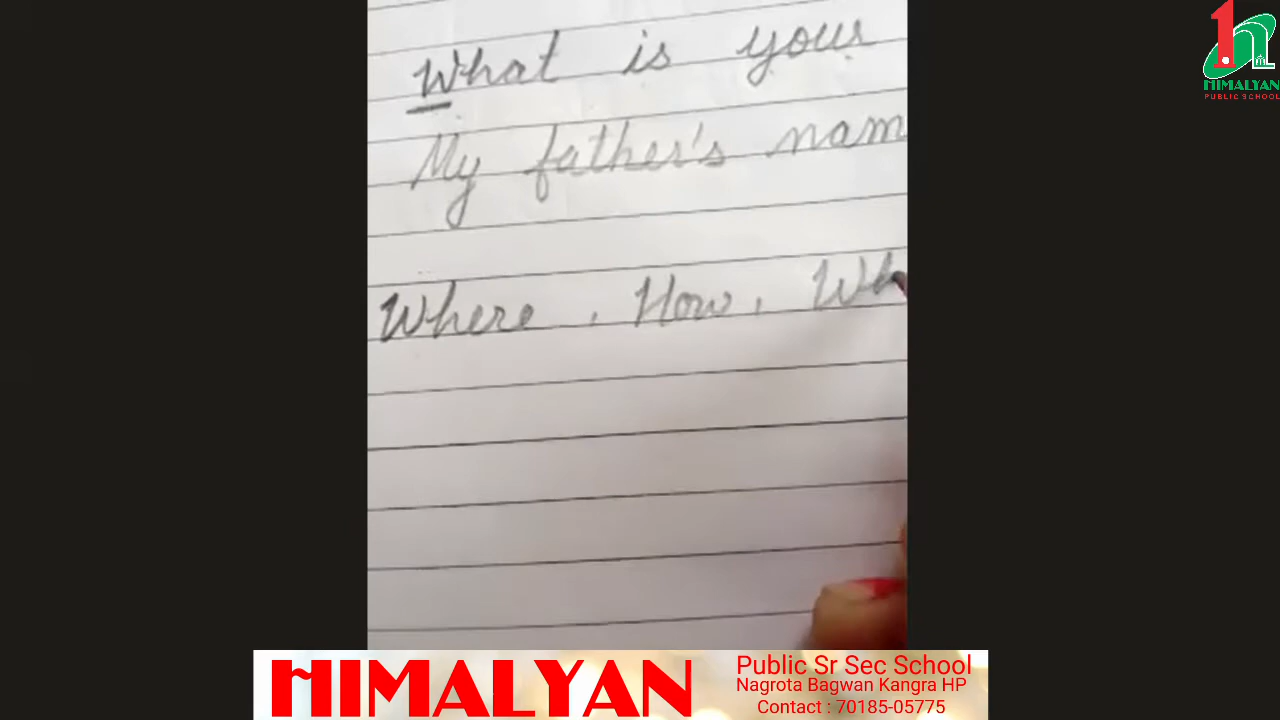 What is your
My father's nam
Where, How, Wh
HIMALYAN
PUBLIC SCHOOL
HIMALYAN
Public Sr Sec School
Nagrota Bagwan Kangra HP
Contact : 70185-05775